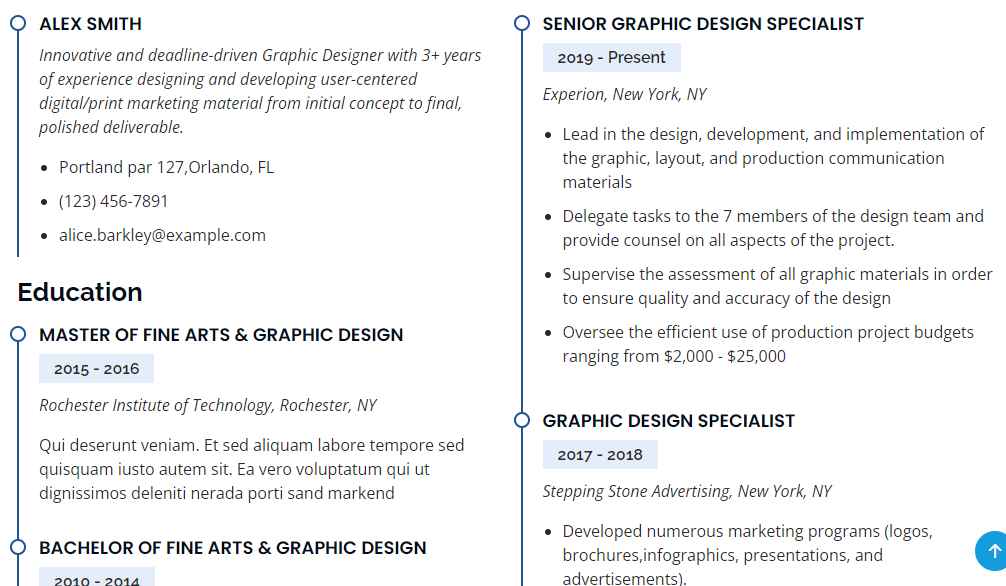 ALEX SMITH
Innovative and deadline-driven Graphic Designer with 3+ years
of experience designing and developing user-centered
digital/print marketing material from initial concept to final,
polished deliverable.
Portland par 127,Orlando, FL
(123) 456-7891
alice.barkley@example.com
Education
MASTER OF FINE ARTS & GRAPHIC DESIGN
2015 - 2016
Rochester Institute of Technology, Rochester, NY
Qui deserunt veniam. Et sed aliquam labore tempore sed
quisquam iusto autem sit. Ea vero voluptatum qui ut
dignissimos deleniti nerada porti sand markend
BACHELOR OF FINE ARTS & GRAPHIC DESIGN
2010 - 2014
SENIOR GRAPHIC DESIGN SPECIALIST
2019 - Present
Experion, New York, NY
Lead in the design, development, and implementation of
the graphic, layout, and production communication
materials
Delegate tasks to the 7 members of the design team and
provide counsel on all aspects of the project.
Supervise the assessment of all graphic materials in order
to ensure quality and accuracy of the design
Oversee the efficient use of production project budgets
ranging from $2,000 - $25,000
GRAPHIC DESIGN SPECIALIST
2017 - 2018
Stepping Stone Advertising, New York, NY
Developed numerous marketing programs (logos,
brochures,infographics, presentations, and
advertisements).